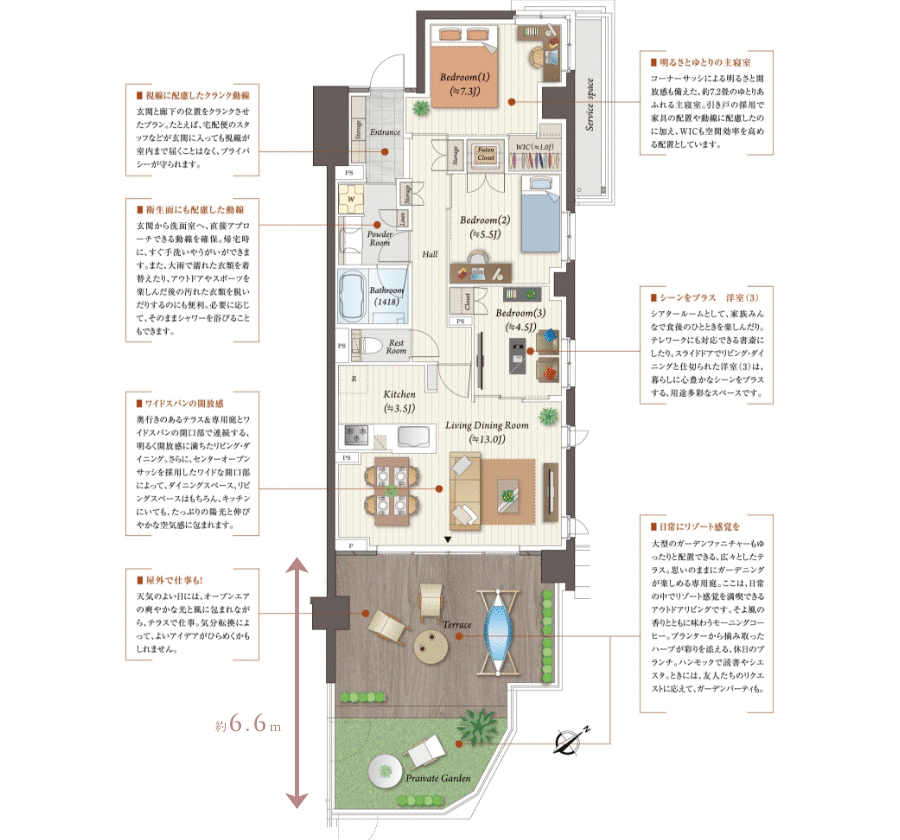 ■ 視線に配慮したクランク動線
玄関と廊下の位置をクランクさせ
たプラン。たとえば、宅配便のスタ
ッフなどが玄関に入っても視線が
室内まで届くことはなく、プライバ
シーが守られます。
■ 衛生面にも配慮した動線
玄関から洗面室へ、直接アプロ
ーチできる動線を確保。帰宅時
に、すぐ手洗いやうがいができま
す。また、大雨で濡れた衣類を着
替えたり、アウトドアやスポーツを
楽しんだ後の汚れた衣類を脱い
だりするのにも便利。必要に応じ
て、そのままシャワーを浴びること
もできます。
■ ワイドスパンの開放感
奥行きのあるテラス&専用庭とワ
イドスパンの開口部で連続する、
明るく開放感に満ちたリビング・ダ
イニング。さらに、センターオープン
サッシを採用したワイドな開口部
によって、ダイニングスペース、リビ
ングスペースはもちろん、キッチン
にいても、たっぷりの陽光と伸び
やかな空気感に包まれます。
■ 屋外で仕事も!
天気のよい日には、オープンエア
の爽やかな光と風に包まれなが
ら、テラスで仕事。気分転換によ
って、よいアイデアがひらめくかも
しれません。
約6.6m
Bedroom(1)
(≒7.3J)
Service space
Storage
Entrance
PS
Storage
Futon
Closet
WIC(≒1.0J)
W
Storage
Linen
Powder
Room
Bedroom(2)
(≒5.5J)
Hall
Bathroom
(1418)
Closet
Bedroom(3)
(≒4.5J)
PS
PS
Rest
Room
R
Kitchen
(≒3.5J)
Living Dining Room
(≒13.0J)
PS
P
Terrace
Praivate Garden
N
■ 明るさとゆとりの主寝室
コーナーサッシによる明るさと開
放感も備えた、約7.2畳のゆとりあ
ふれる主寝室。引き戸の採用で
家具の配置や動線に配慮したの
に加え、WICも空間効率を高め
る配置としています。
■ シーンをプラス 洋室(3)
シアタールームとして、家族みん
なで食後のひとときを楽しんだり。
テレワークにも対応できる書斎に
したり。スライドドアでリビング・ダイ
ニングと仕切られた洋室(3)は、
暮らしに心豊かなシーンをプラス
する、用途多彩なスペースです。
■ 日常にリゾート感覚を
大型のガーデンファニチャーもゆ
ったりと配置できる、広々としたテ
ラス。思いのままにガーデニング
が楽しめる専用庭。ここは、日常
の中でリゾート感覚を満喫できる
アウトドアリビングです。そよ風の
香りとともに味わうモーニングコー
ヒー。プランターから摘み取った
ハーブが彩りを添える、休日のブ
ランチ。ハンモックで読書やシエ
スタ。ときには、友人たちのリクエ
ストに応えて、ガーデンパーティも。